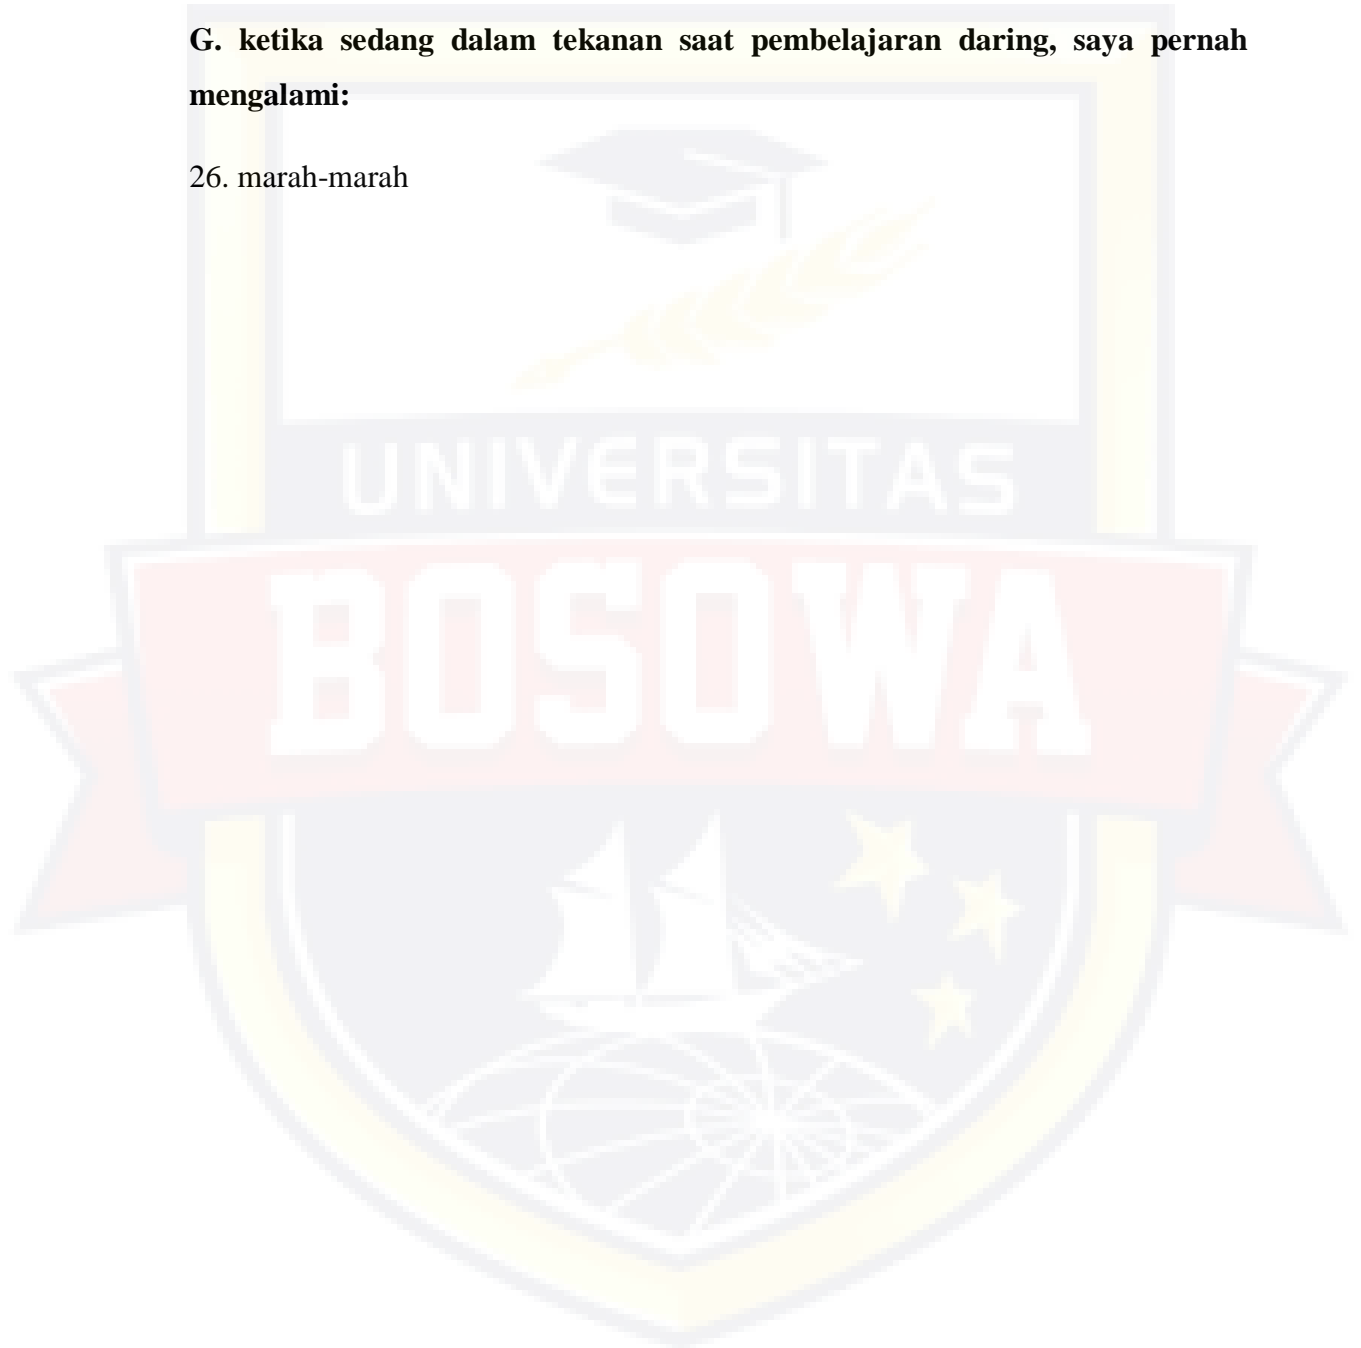 G. ketika sedang dalam tekanan saat pembelajaran daring, saya pernah
mengalami:
26. marah-marah
UNIVERSITAS
BOSOWA